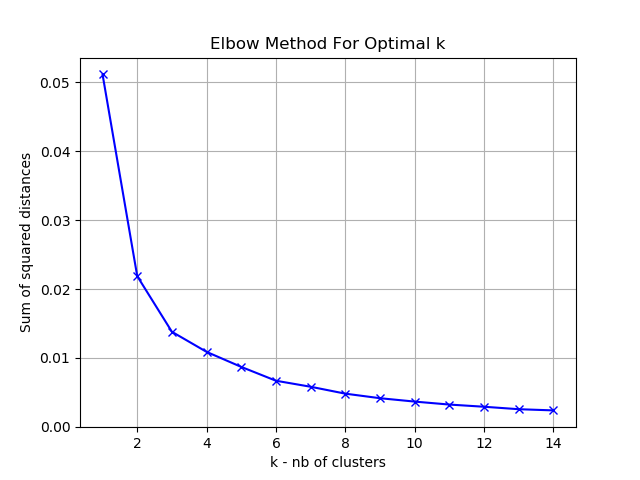 Elbow Method For Optimal k
Sum of squared distances
0.05
0.04
0.03
0.02
0.01
0.00
2 4 6 8 10 12 14
k - nb of clusters